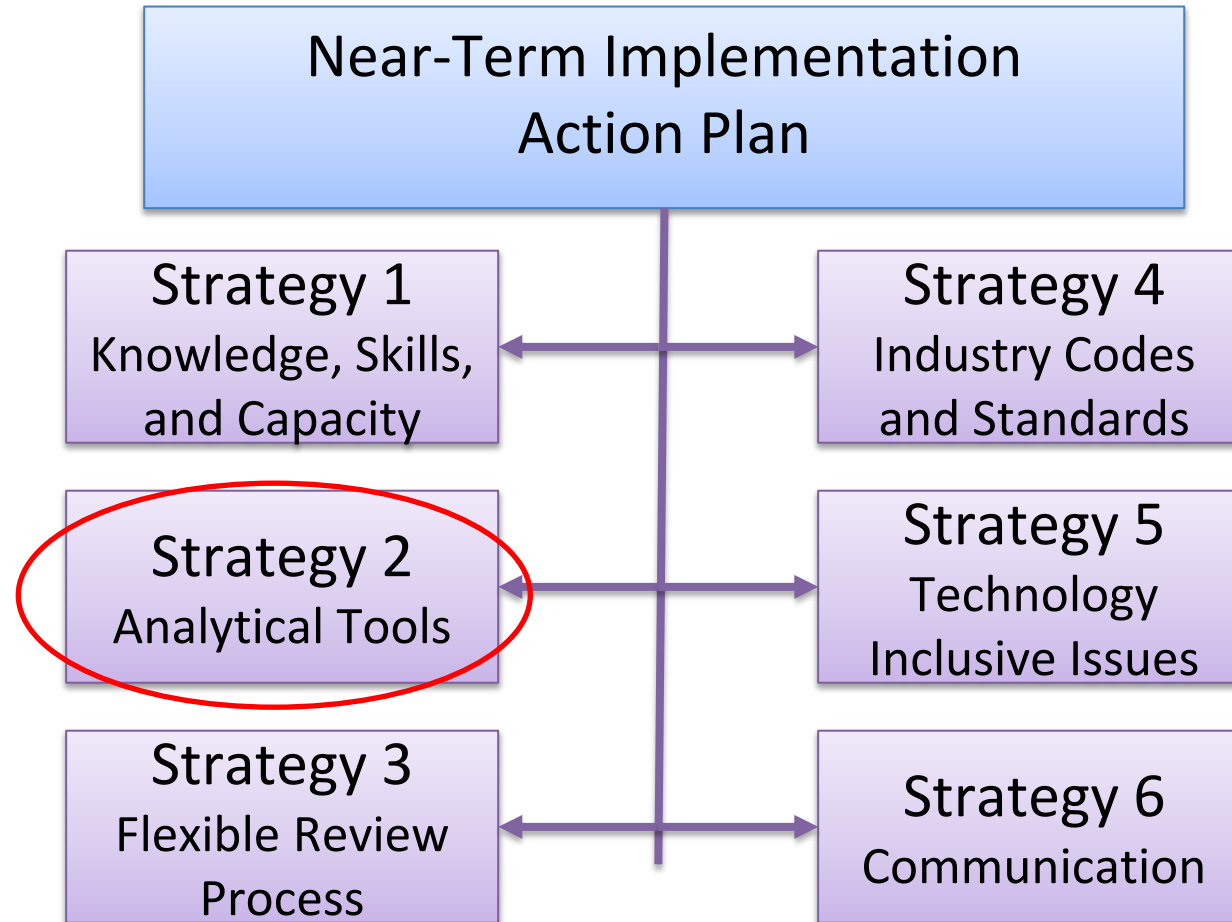 Near-Term Implementation
Action Plan
Strategy 1
Knowledge, Skills,
and Capacity
Strategy 4
Industry Codes
and Standards
Strategy 2
Analytical Tools
Strategy 5
Technology
Inclusive Issues
Strategy 3
Flexible Review
Process
Strategy 6
Communication